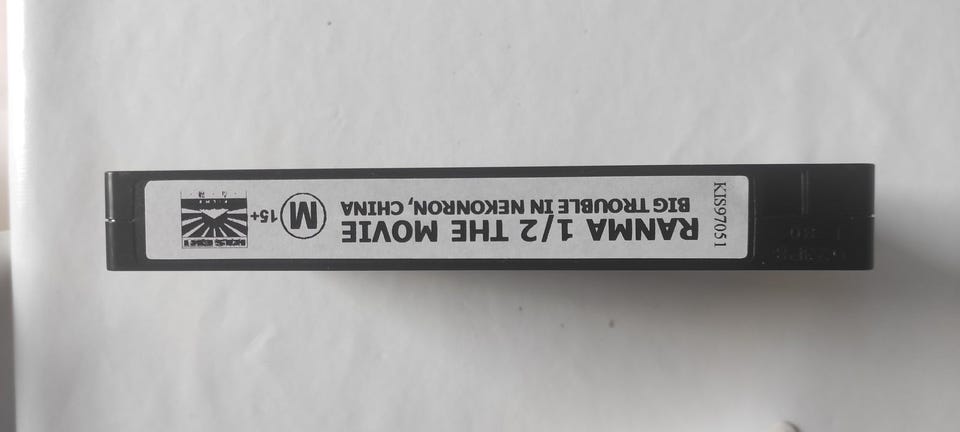 KIS97051
RANMA 1/2 THE MOVIE
BIG TROUBLE IN NEKONRON, CHINA
M 15+